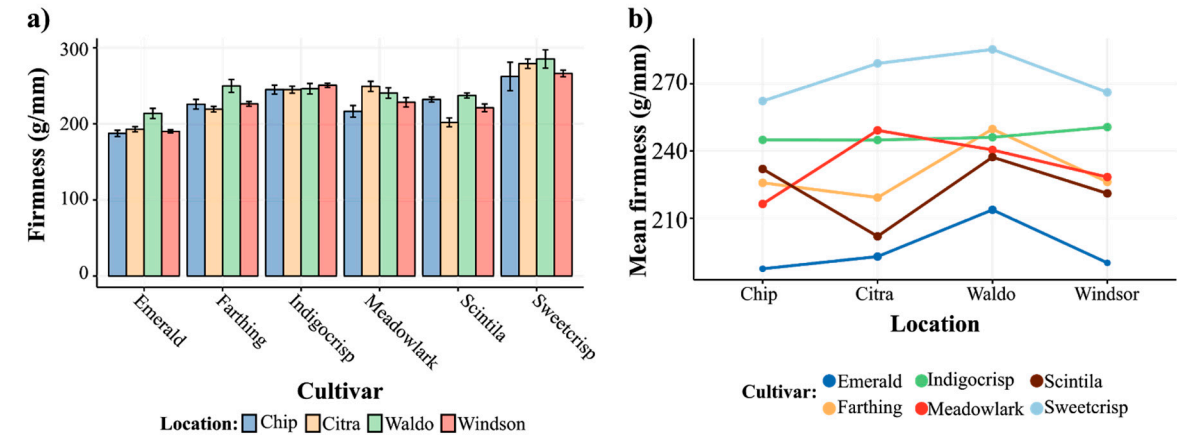 a)
Firmness (g/mm)
300
200
100
0
Emerald
Farthing
Indigocrisp
Meadowlark
Scintila
Sweetcrisp
Cultivar
Location: Chip Citra Waldo Windson
b)
Mean firmness (g/mm)
270
240
210
Chip Citra Waldo Windsor
Location
Cultivar: Emerald Indigocrisp Scintila
Farthing Meadowlark Sweetcrisp